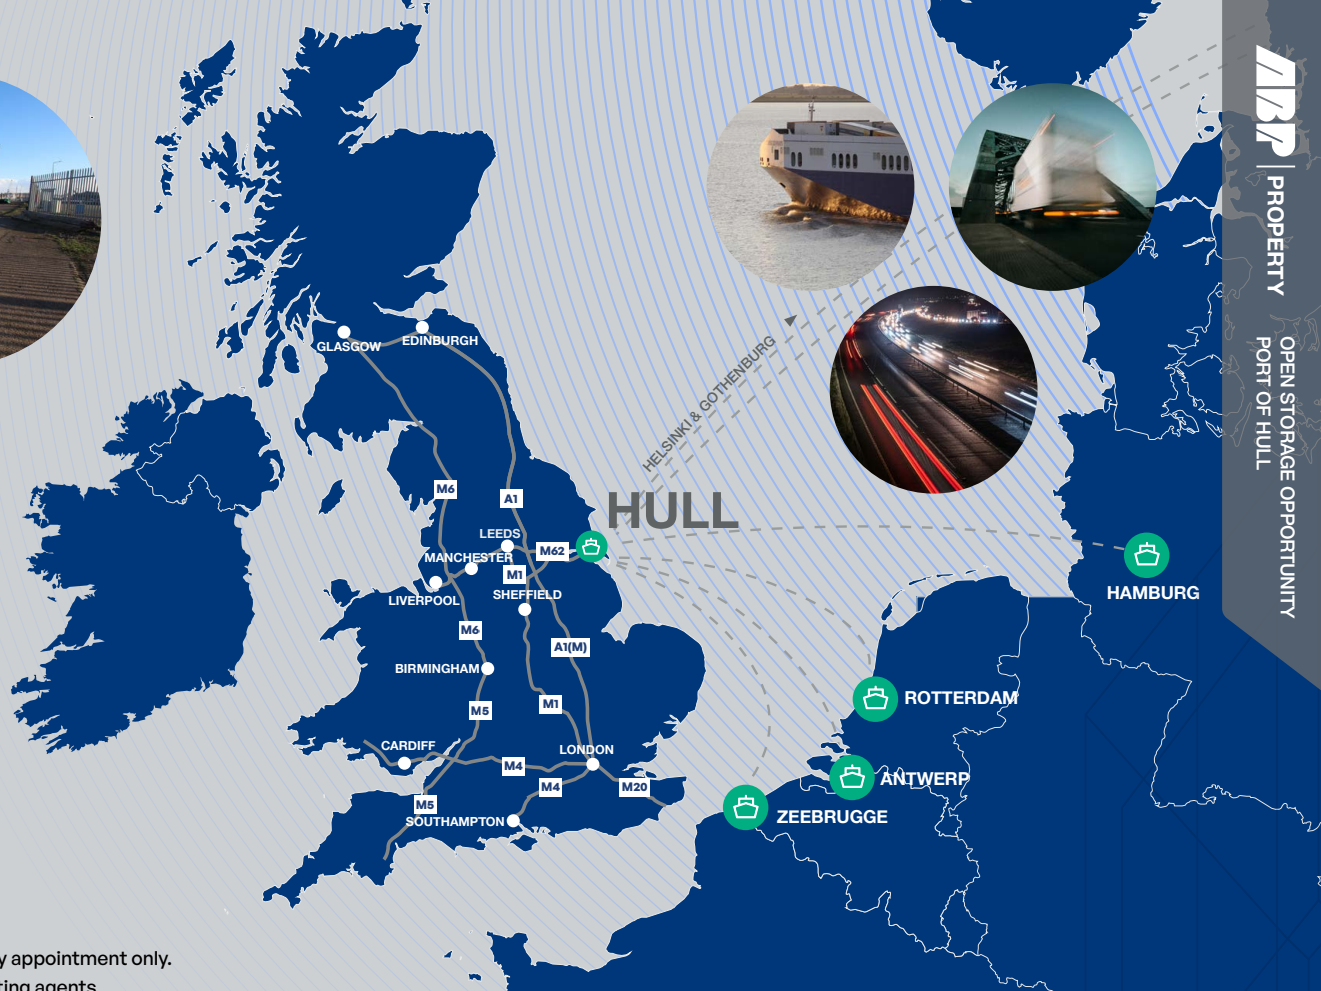 ABP
PROPERTY
OPEN STORAGE OPPORTUNITY
PORT OF HULL
GLASGOW
EDINBURGH
HELSINKI & GOTHENBURG
M6
A1
HULL
LEEDS
M62
MANCHESTER
M1
LIVERPOOL
SHEFFIELD
HAMBURG
M6
A1(M)
BIRMINGHAM
ROTTERDAM
M5
M1
CARDIFF
LONDON
M4
ANTWERP
M4
M20
M5
SOUTHAMPTON
ZEEBRUGGE
y appointment only.
ting agents